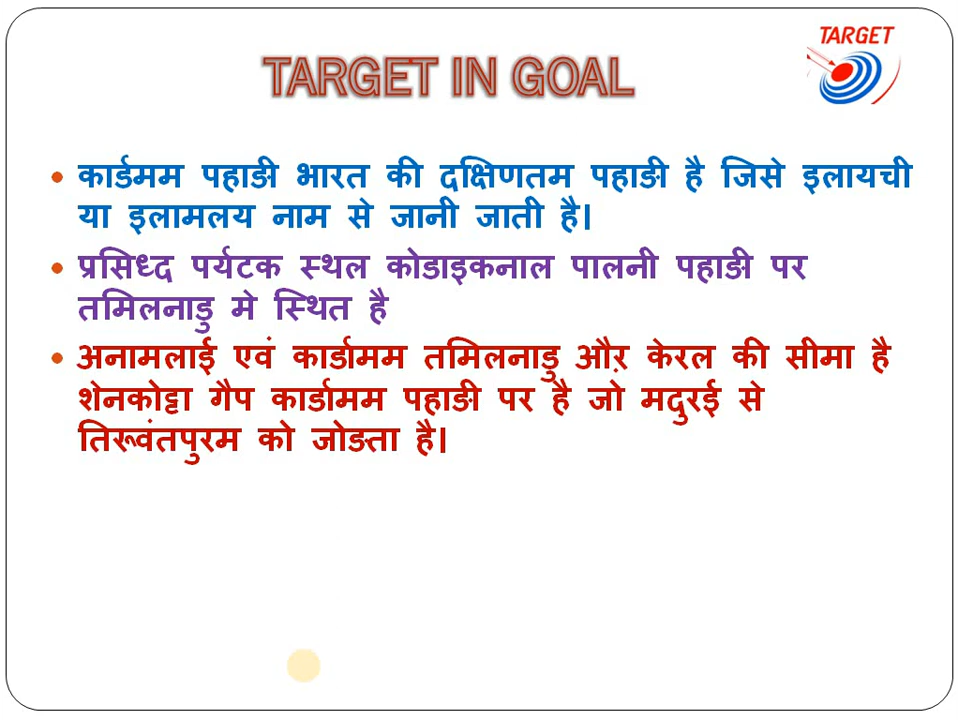 TARGET
TARGET IN GOAL
• कार्डमम पहाङी भारत की दक्षिणतम पहाङी है जिसे इलायची
या इलामलय नाम से जानी जाती है।
• प्रसिध्द पर्यटक स्थल कोडाइकनाल पालनी पहाङी पर
तमिलनाडु मे स्थित है
• अनामलाई एवं कार्डामम तमिलनाडु औऱ केरल की सीमा है
शेनकोट्टा गैप कार्डामम पहाङी पर है जो मदुरई से
तिरूवंतपुरम को जोङता है।